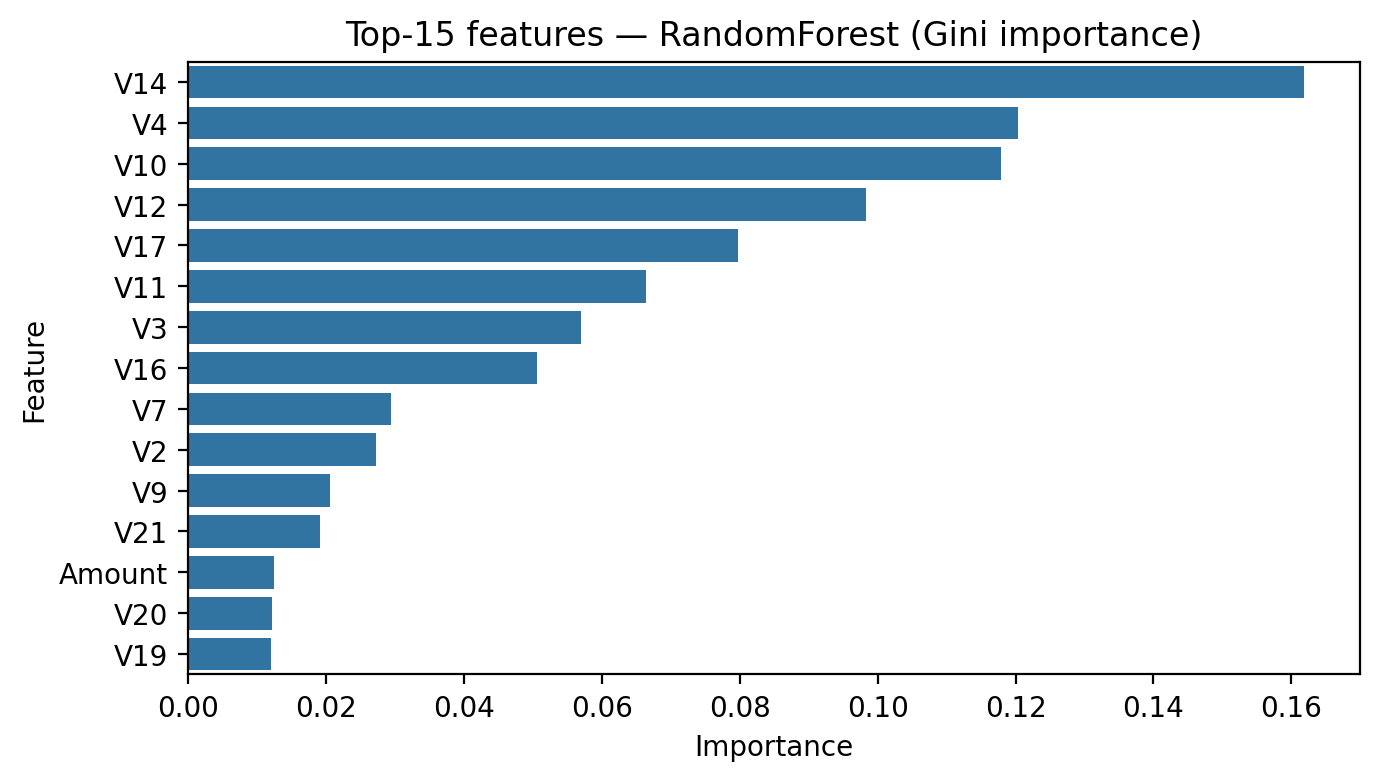 Top-15 features — RandomForest (Gini importance)
Feature
V14
V4
V10
V12
V17
V11
V3
V16
V7
V2
V9
V21
Amount
V20
V19
0.00 0.02 0.04 0.06 0.08 0.10 0.12 0.14 0.16
Importance